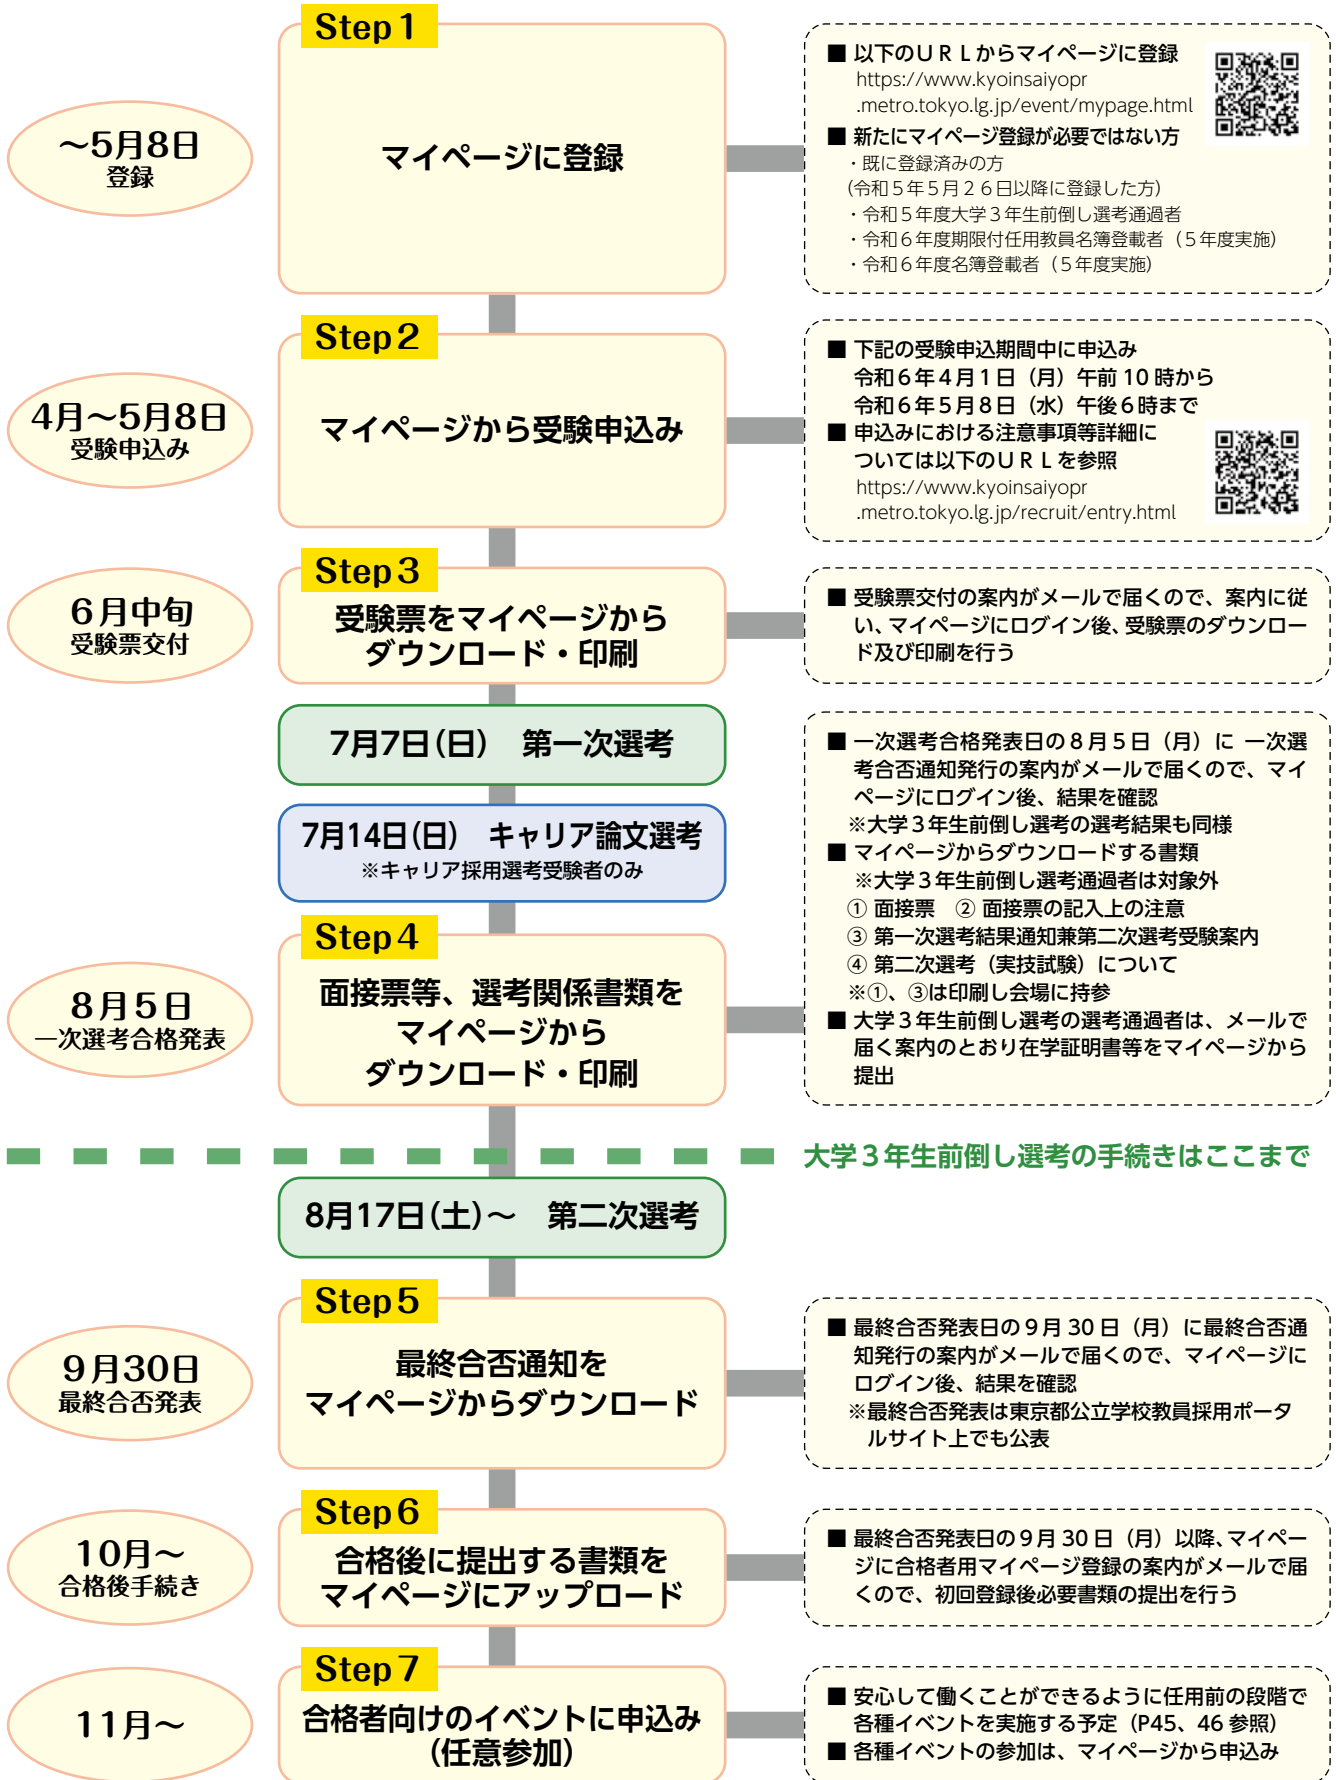 Step1
~5月8日
登録
マイページに登録
■ 以下のURLからマイページに登録
https://www.kyoinsaiyopr
.metro.tokyo.lg.jp/event/mypage.html
■ 新たにマイページ登録が必要ではない方
・既に登録済みの方
(令和5年5月26日以降に登録した方)
・令和5年度大学3年生前倒し選考通過者
・令和6年度期限付任用教員名簿登載者(5年度実施)
・令和6年度名簿登載者(5年度実施)
Step2
4月～5月8日
受験申込み
マイページから受験申込み
■ 下記の受験申込期間中に申込み
令和6年4月1日(月)午前10時から
令和6年5月8日(水)午後6時まで
■ 申込みにおける注意事項等詳細に
ついては以下のURLを参照
https://www.kyoinsaiyopr
.metro.tokyo.lg.jp/recruit/entry.html
Step3
6月中旬
受験票交付
受験票をマイページから
ダウンロード・印刷
■ 受験票交付の案内がメールで届くので、案内に従
い、マイページにログイン後、受験票のダウンロー
ド及び印刷を行う
7月7日(日) 第一次選考
7月14日(日) キャリア論文選考
※キャリア採用選考受験者のみ
Step4
8月5日
一次選考合格発表
面接票等、選考関係書類を
マイページから
ダウンロード・印刷
■ 一次選考合格発表日の8月5日(月)に 一次選
考合否通知発行の案内がメールで届くので、マイ
ページにログイン後、結果を確認
※大学3年生前倒し選考の選考結果も同様
■ マイページからダウンロードする書類
※大学3年生前倒し選考通過者は対象外
① 面接票 ② 面接票の記入上の注意
③ 第一次選考結果通知兼第二次選考受験案内
④ 第二次選考(実技試験)について
※①、③は印刷し会場に持参
■ 大学3年生前倒し選考の選考通過者は、メールで
届く案内のとおり在学証明書等をマイページから
提出
大学3年生前倒し選考の手続きはここまで
8月17日(土)～ 第二次選考
Step5
9月30日
最終合否発表
最終合否通知を
マイページからダウンロード
■ 最終合否発表日の9月30日(月)に最終合否通
知発行の案内がメールで届くので、マイページに
ログイン後、結果を確認
※最終合否発表は東京都公立学校教員採用ポータ
ルサイト上でも公表
Step6
10月～
合格後手続き
合格後に提出する書類を
マイページにアップロード
■ 最終合否発表日の9月30日(月)以降、マイペー
ジに合格者用マイページ登録の案内がメールで届
くので、初回登録後必要書類の提出を行う
Step7
11月～
合格者向けのイベントに申込み
(任意参加)
■ 安心して働くことができるように任用前の段階で
各種イベントを実施する予定(P45、46参照)
■ 各種イベントの参加は、マイページから申込み